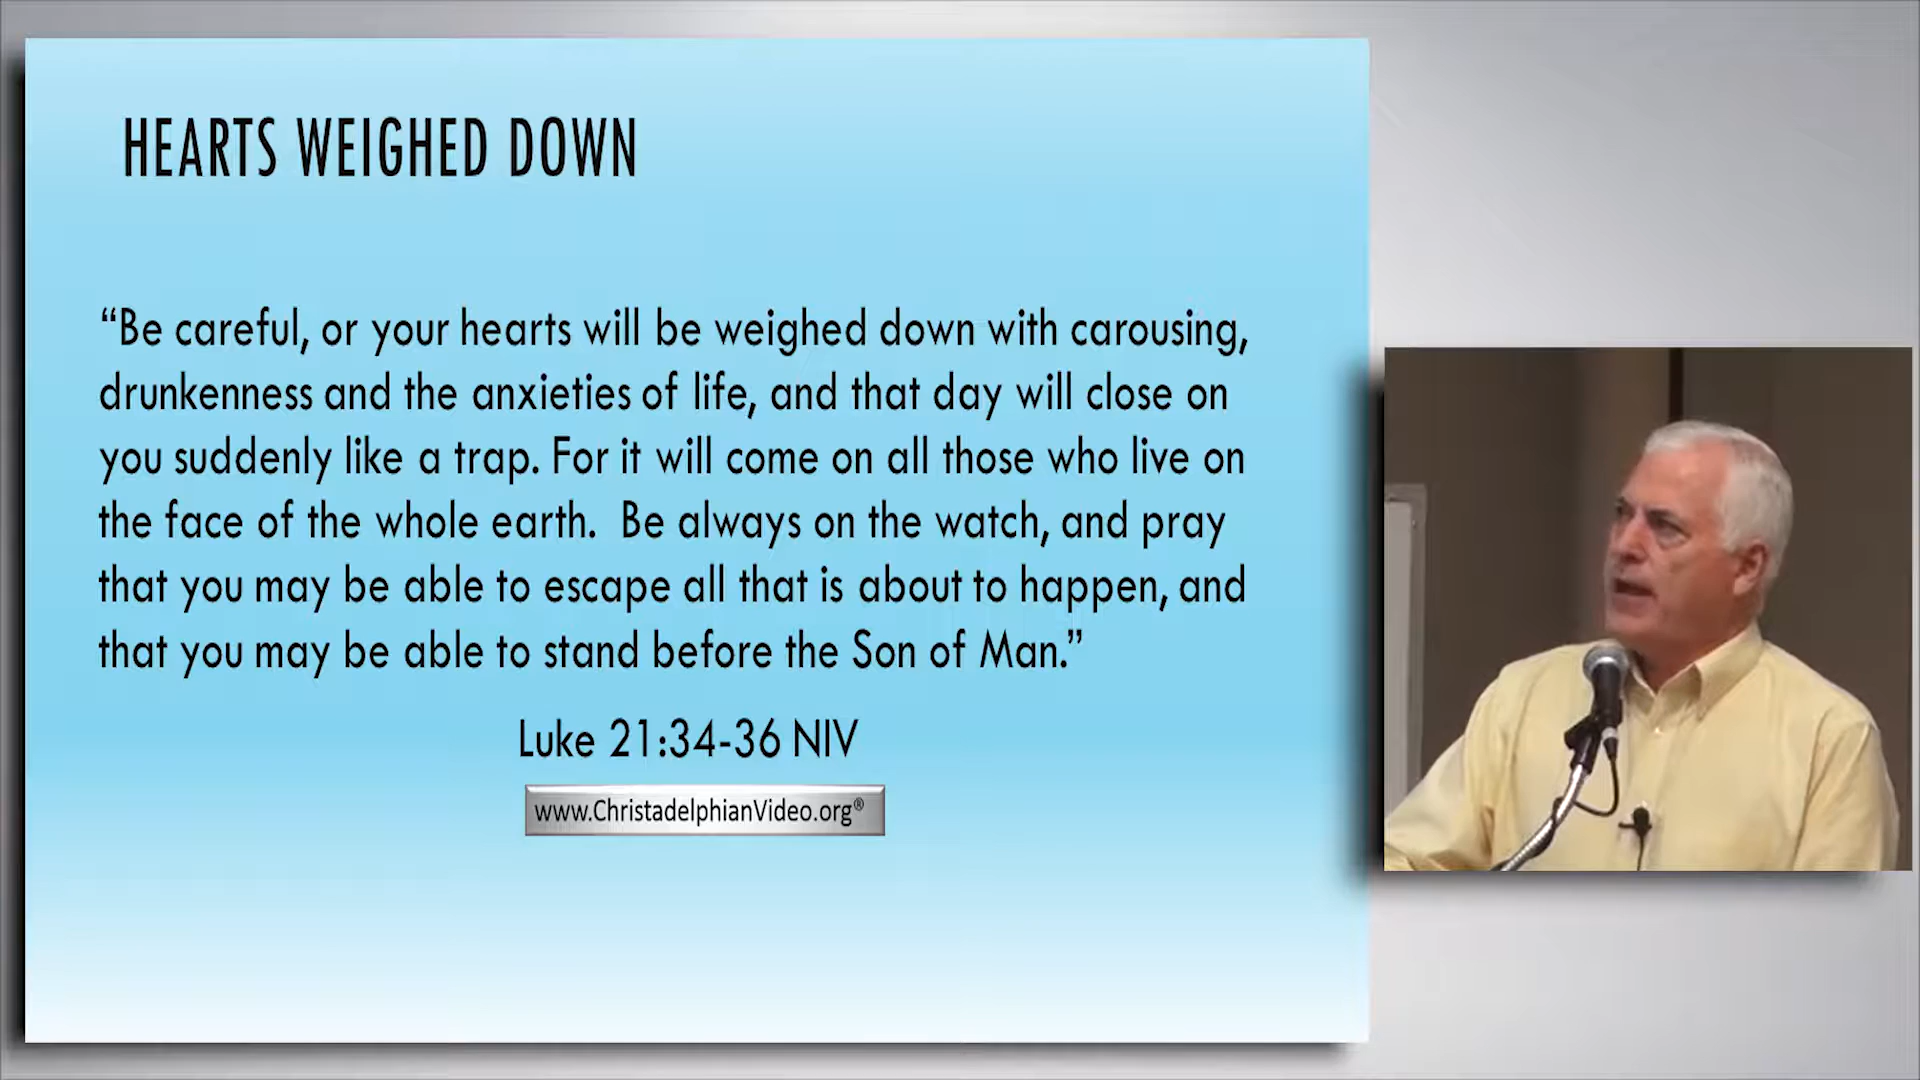 HEARTS WEIGHED DOWN
“Be careful, or your hearts will be weighed down with carousing,
drunkenness and the anxieties of life, and that day will close on
you suddenly like a trap. For it will come on all those who live on
the face of the whole earth.  Be always on the watch, and pray
that you may be able to escape all that is about to happen, and
that you may be able to stand before the Son of Man.”
Luke 21:34-36 NIV
www.ChristadelphianVideo.org®